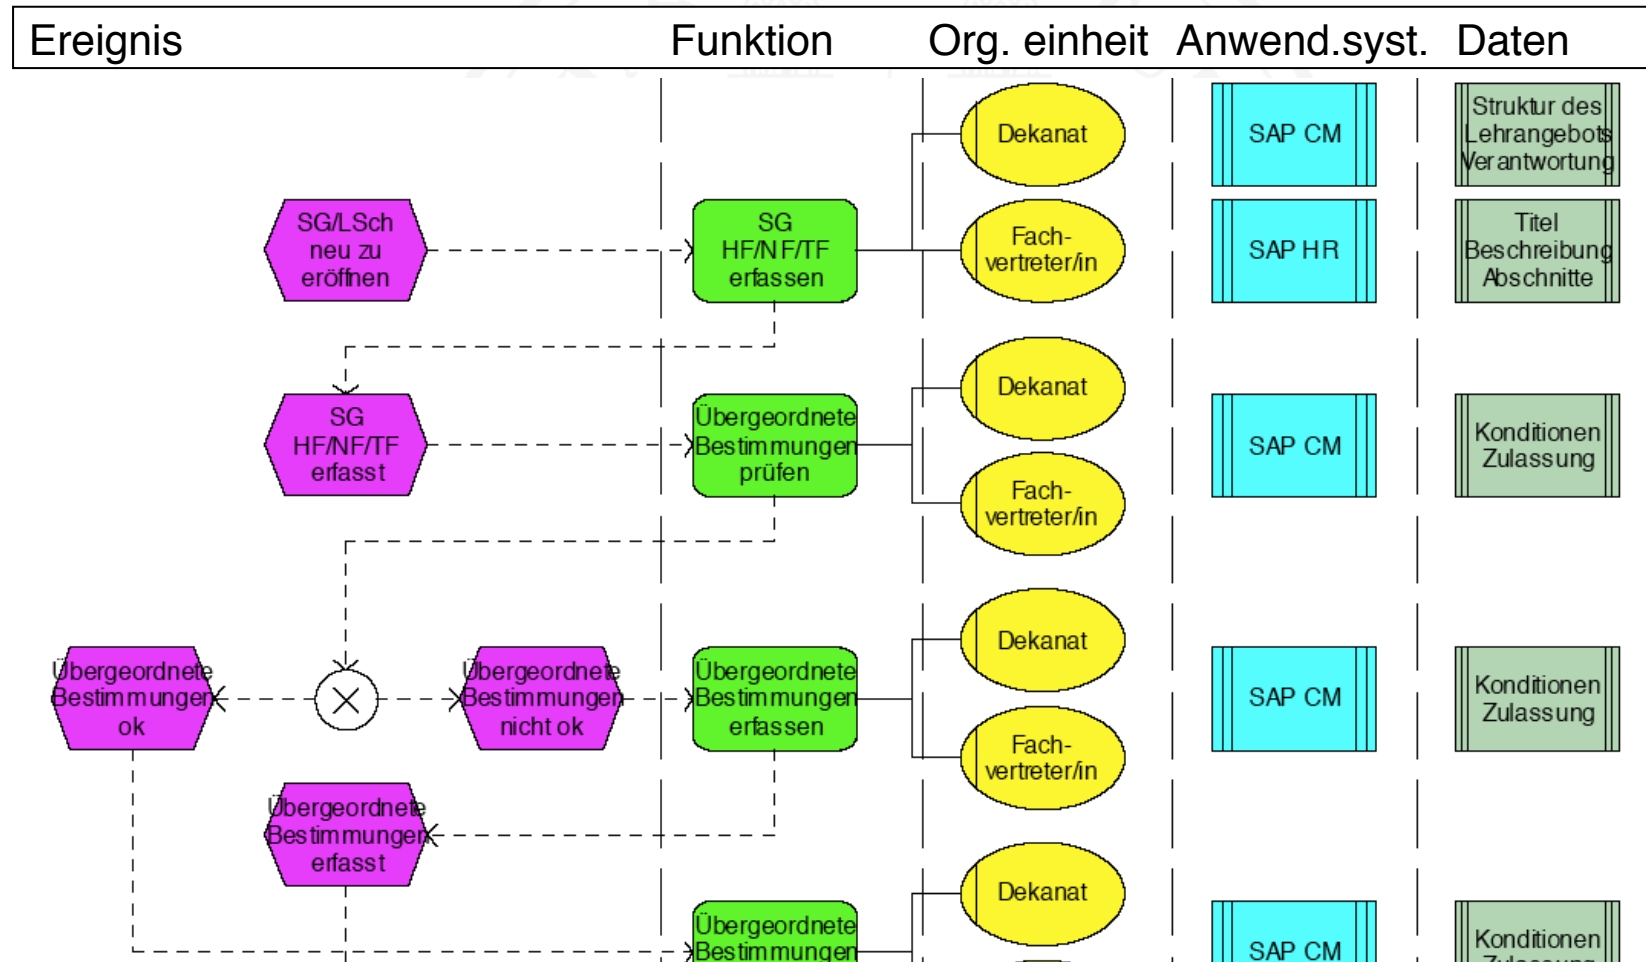 Ereignis
Funktion
Org. einheit
Anwend.syst.
Daten
Dekanat
SAP CM
Struktur des
Lehrangebots
Verantwortung
SG/LSch
neu zu
eröffnen
SG
HF/NF/TF
erfassen
Fach-
vertreter/in
SAP HR
Titel
Beschreibung
Abschnitte
SG
HF/NF/TF
erfasst
Übergeordnete
Bestimmungen
prüfen
Dekanat
Fach-
vertreter/in
SAP CM
Konditionen
Zulassung
Übergeordnete
Bestimmungen
ok
Übergeordnete
Bestimmungen
nicht ok
Übergeordnete
Bestimmungen
erfassen
Dekanat
Fach-
vertreter/in
SAP CM
Konditionen
Zulassung
Übergeordnete
Bestimmungen
erfasst
Übergeordnete
Bestimmungen
Dekanat
SAP CM
Konditionen
Zulassung